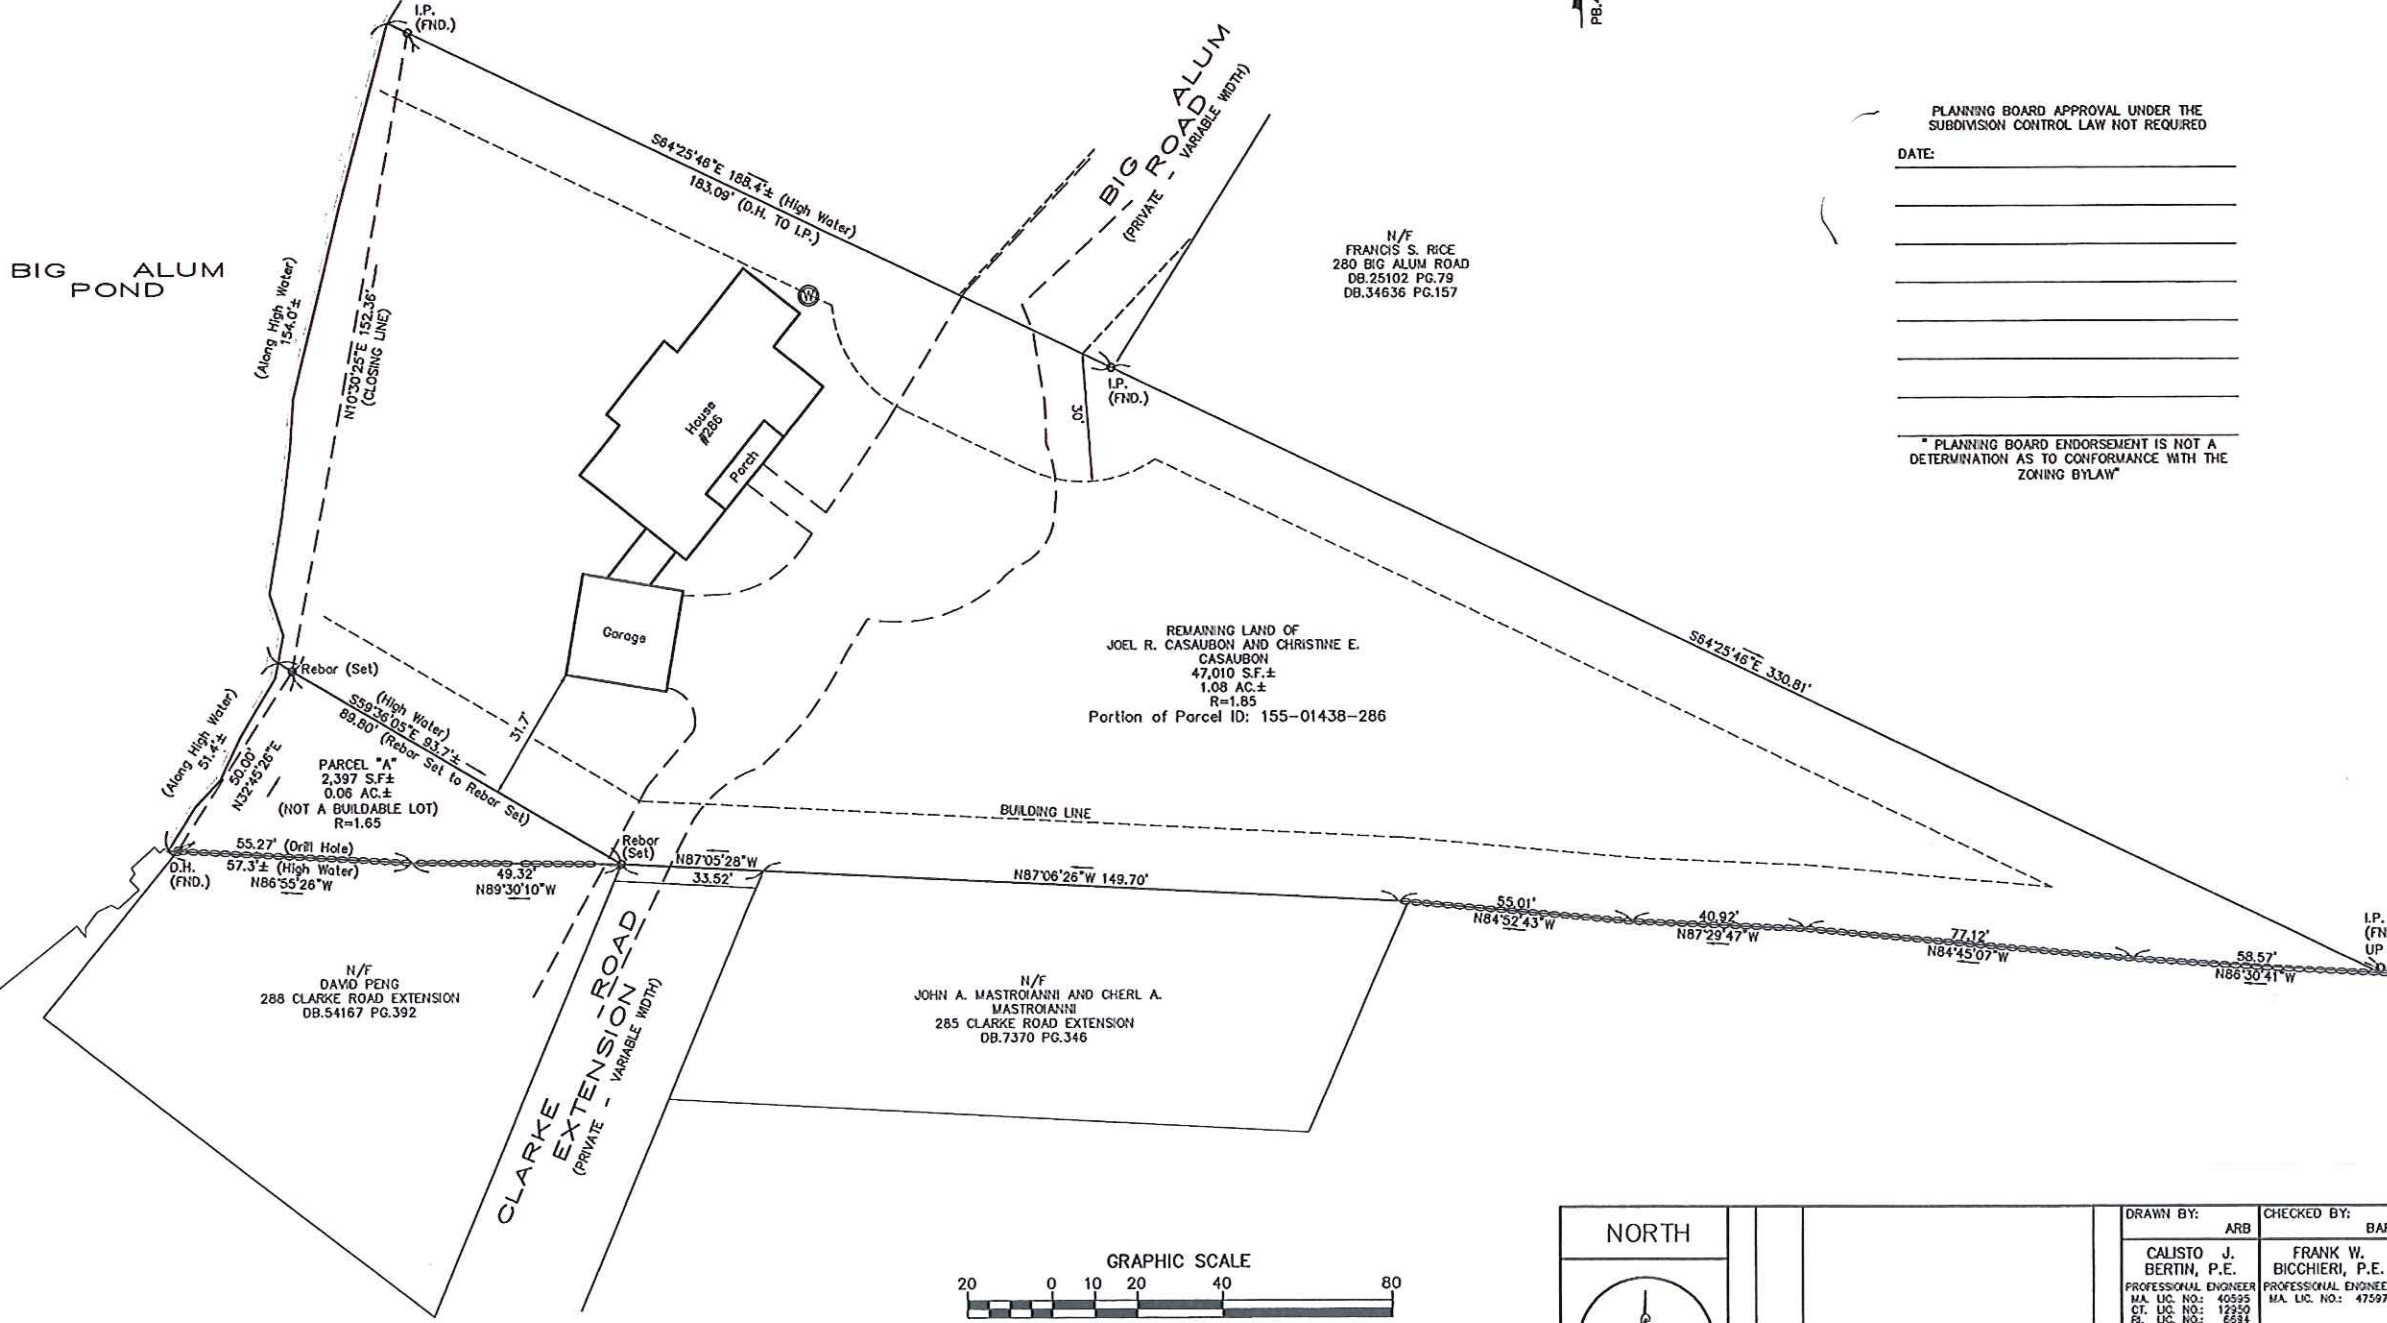 I.P.
(FND.)
BIG ALUM
POND
(Along High Water)
154.0'±
N10°30'25"E 152.36'
(CLOSING LINE)
S64°25'46"E 188.4'± (High Water)
183.09' (D.H. TO I.P.)
BIG ALUM
ROAD
(PRIVATE - VARIABLE WIDTH)
N/F
FRANCIS S. RICE
280 BIG ALUM ROAD
DB.25102 PG.79
DB.34636 PG.157
PLANNING BOARD APPROVAL UNDER THE
SUBDIVISION CONTROL LAW NOT REQUIRED
DATE:
" PLANNING BOARD ENDORSEMENT IS NOT A
DETERMINATION AS TO CONFORMANCE WITH THE
ZONING BYLAW"
W
House
#286
Porch
I.P.
(FND.)
30'
Garage
REMAINING LAND OF
JOEL R. CASAUBON AND CHRISTINE E.
CASAUBON
47,010 S.F.±
1.08 AC.±
R=1.85
Portion of Parcel ID: 155-01438-286
S64°25'46"E 330.81'
Rebar (Set)
(High Water)
S59°36'05"E 93.7'±
89.80' (Rebar Set to Rebar Set)
31.7'
(Along High Water)
51.4'±
50.00'
N32°45'26"E
PARCEL "A"
2,397 S.F±
0.06 AC.±
(NOT A BUILDABLE LOT)
R=1.65
BUILDING LINE
55.27' (Drill Hole)
57.3'± (High Water)
N86°55'26"W
D.H.
(FND.)
49.32'
N89°30'10"W
Rebar
(Set)
N87°05'28"W
33.52'
N87°06'26"W 149.70'
55.01'
N84°52'43"W
40.92'
N87°29'47"W
77.12'
N84°45'07"W
58.57'
N86°30'41"W
I.P.
(FN
UP
N/F
DAVID PENG
288 CLARKE ROAD EXTENSION
DB.54167 PG.392
CLARKE ROAD
EXTENSION
(PRIVATE - VARIABLE WIDTH)
N/F
JOHN A. MASTROIANNI AND CHERL A.
MASTROIANNI
285 CLARKE ROAD EXTENSION
DB.7370 PG.346
GRAPHIC SCALE
20 0 10 20 40 80
NORTH
DRAWN BY:
ARB
CHECKED BY:
CALISTO J.
BERTIN, P.E.
PROFESSIONAL ENGINEER
MA. LIC. NO.: 40595
CT. LIC. NO.: 12950
FRANK W.
BICCHIERI, P.E.
PROFESSIONAL ENGINEE
MA. LIC. NO.: 47597